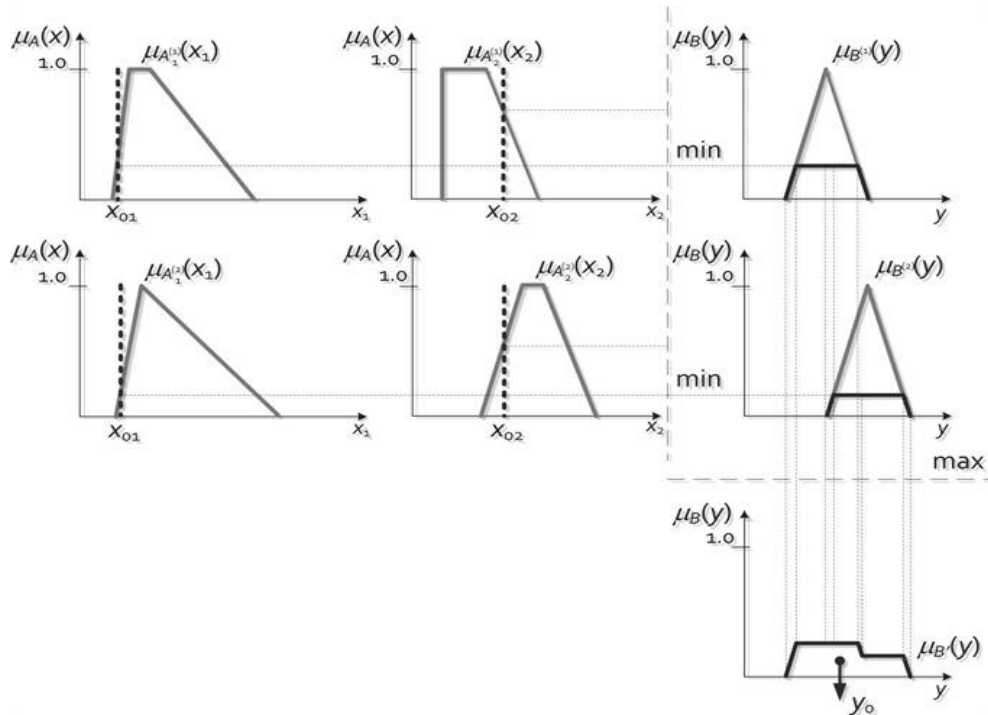 μA(x) μA₁⁽¹⁾(x₁) μA(x) μA₂⁽¹⁾(x₂) μB(y) μB⁽¹⁾(y)
1.0 1.0 1.0
min
x₀₁ x₁ x₀₂ x₂ y
μA(x) μA₁⁽²⁾(x₁) μA(x) μA₂⁽²⁾(x₂) μB(y) μB⁽²⁾(y)
1.0 1.0 1.0
min
x₀₁ x₁ x₀₂ x₂ y
max
μB(y)
1.0
μB'(y)
y₀ y